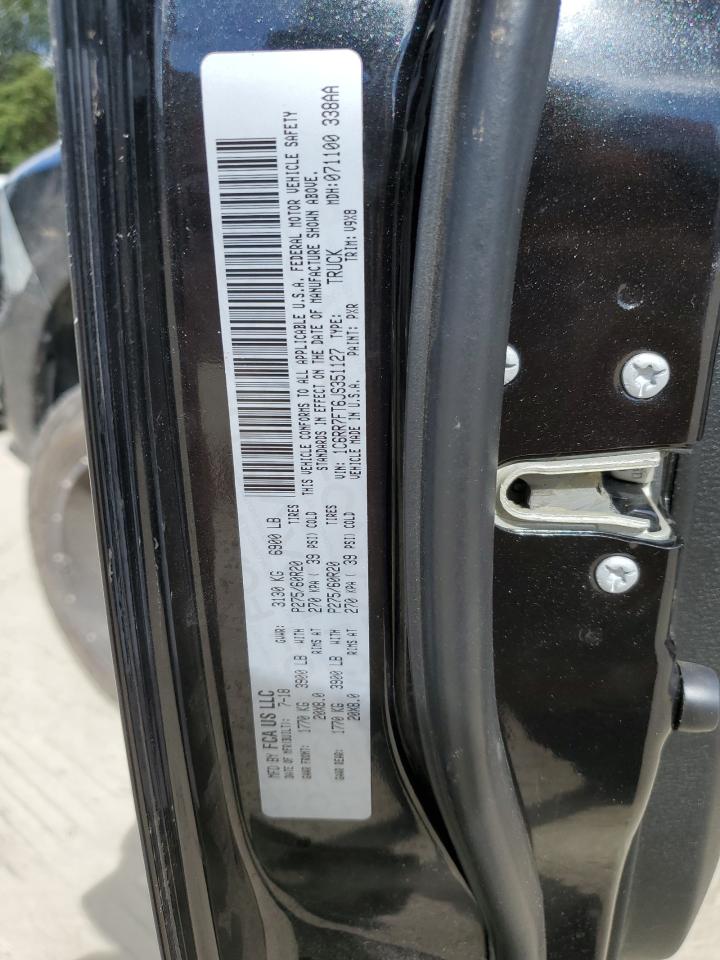 MFD BY FCA US LLC
DATE OF MFR(BUILT): 7-18 GVWR: 3130 KG 6900 LB
GAWR FRONT: 1770 KG 3900 LB WITH P275/60R20 TIRES
20X8.0 RIMS AT 270 KPA ( 39 PSI) COLD
GAWR REAR: 1770 KG 3900 LB WITH P275/60R20 TIRES
20X8.0 RIMS AT 270 KPA ( 39 PSI) COLD
THIS VEHICLE CONFORMS TO ALL APPLICABLE U.S.A. FEDERAL MOTOR VEHICLE SAFETY
STANDARDS IN EFFECT ON THE DATE OF MANUFACTURE SHOWN ABOVE.
VIN: 1C6RR7FT6JS351127 TYPE: TRUCK MDH:071100 338AA
VEHICLE MADE IN U.S.A. PAINT: PXR TRIM: V9X8